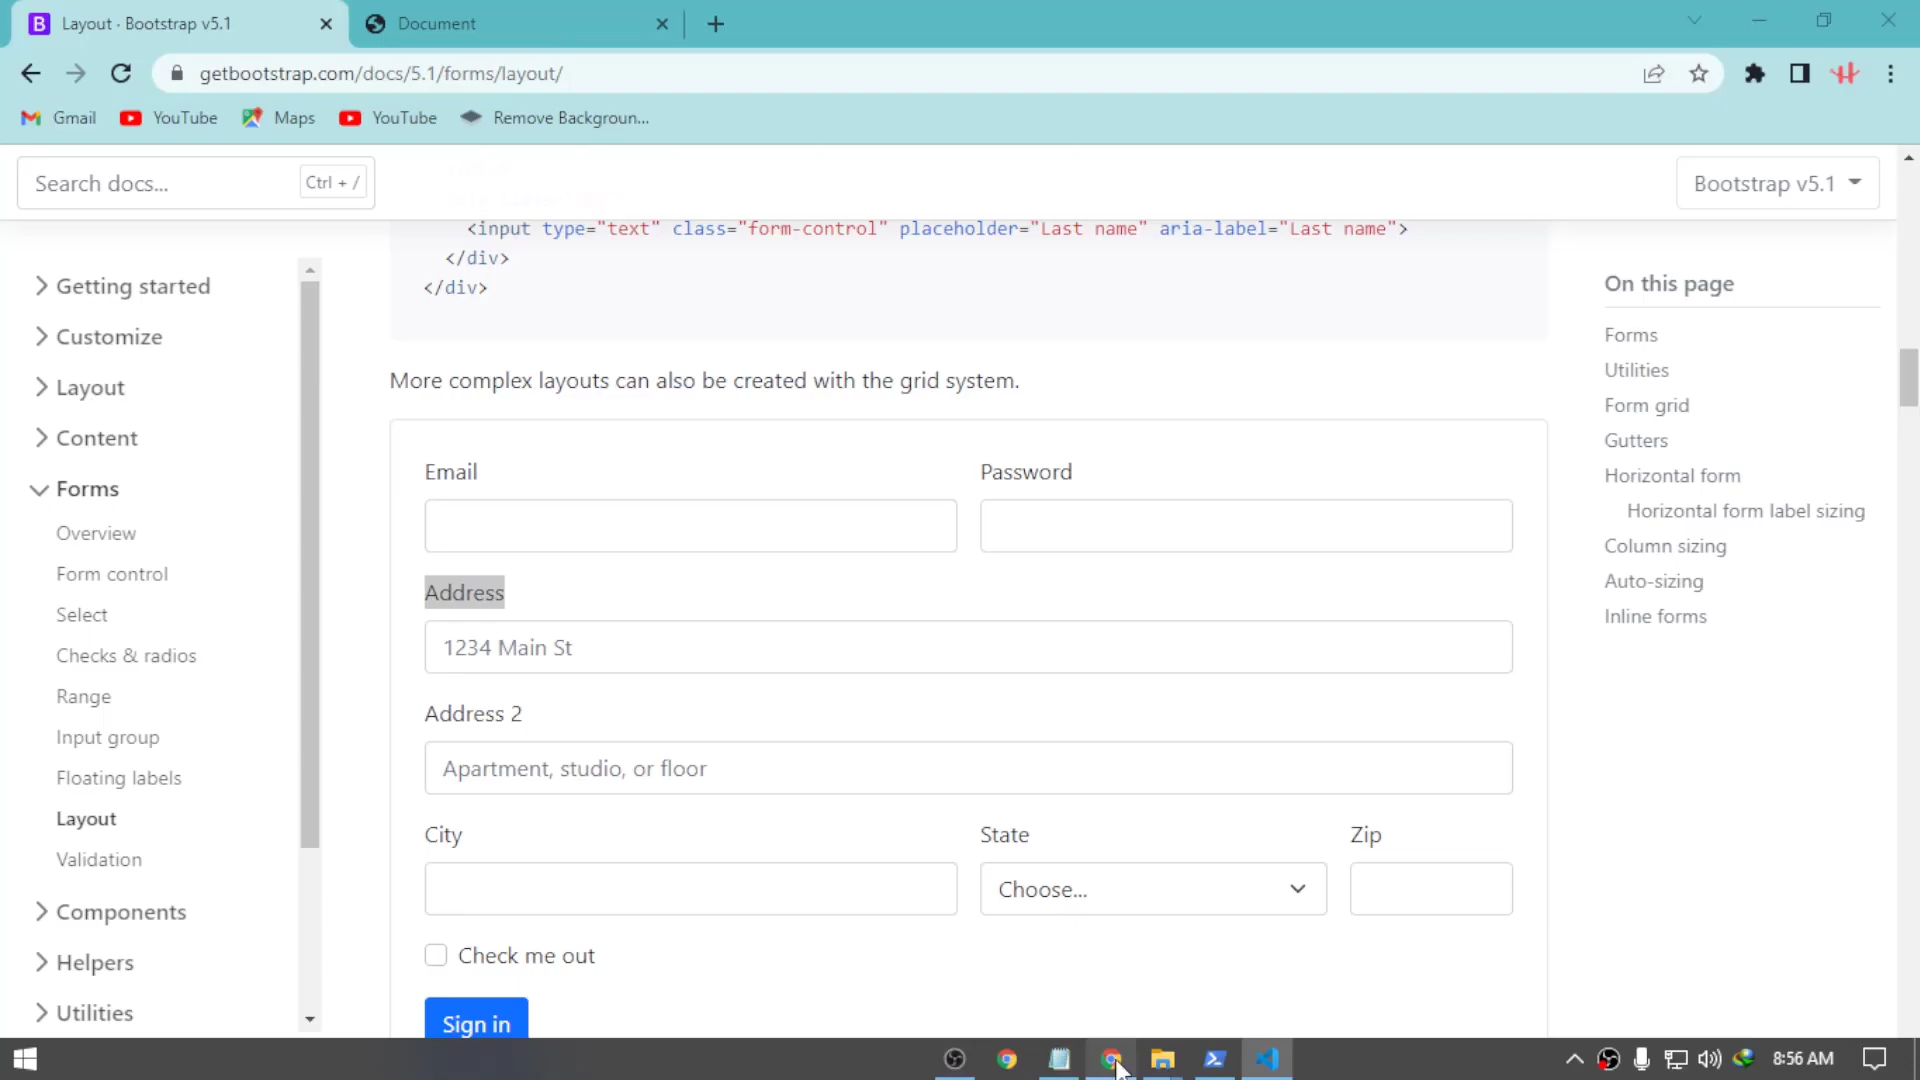 Layout · Bootstrap v5.1
Document
getbootstrap.com/docs/5.1/forms/layout/
Gmail
YouTube
Maps
YouTube
Remove Backgroun...
Search docs...
Ctrl + /
Bootstrap v5.1
Getting started
Customize
Layout
Content
Forms
Overview
Form control
Select
Checks & radios
Range
Input group
Floating labels
Layout
Validation
Components
Helpers
Utilities
<input type="text" class="form-control" placeholder="Last name" aria-label="Last name">
</div>
</div>
More complex layouts can also be created with the grid system.
Email
Password
Address
1234 Main St
Address 2
Apartment, studio, or floor
City
State
Zip
Choose...
Check me out
Sign in
On this page
Forms
Utilities
Form grid
Gutters
Horizontal form
Horizontal form label sizing
Column sizing
Auto-sizing
Inline forms
8:56 AM